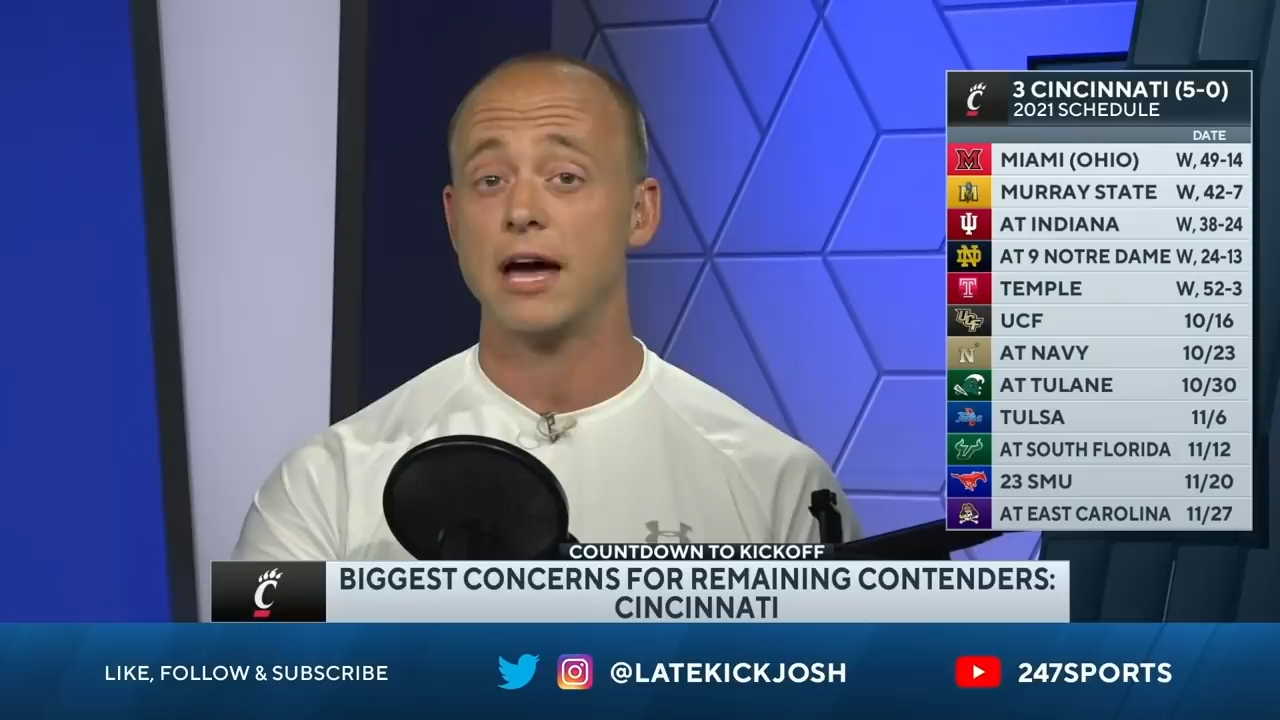 3 CINCINNATI (5-0)
2021 SCHEDULE
DATE
MIAMI (OHIO) W, 49-14
MURRAY STATE W, 42-7
AT INDIANA W, 38-24
AT 9 NOTRE DAME W, 24-13
TEMPLE W, 52-3
UCF 10/16
AT NAVY 10/23
AT TULANE 10/30
TULSA 11/6
AT SOUTH FLORIDA 11/12
23 SMU 11/20
AT EAST CAROLINA 11/27
COUNTDOWN TO KICKOFF
BIGGEST CONCERNS FOR REMAINING CONTENDERS:
CINCINNATI
LIKE, FOLLOW & SUBSCRIBE @LATEKICKJOSH 247SPORTS